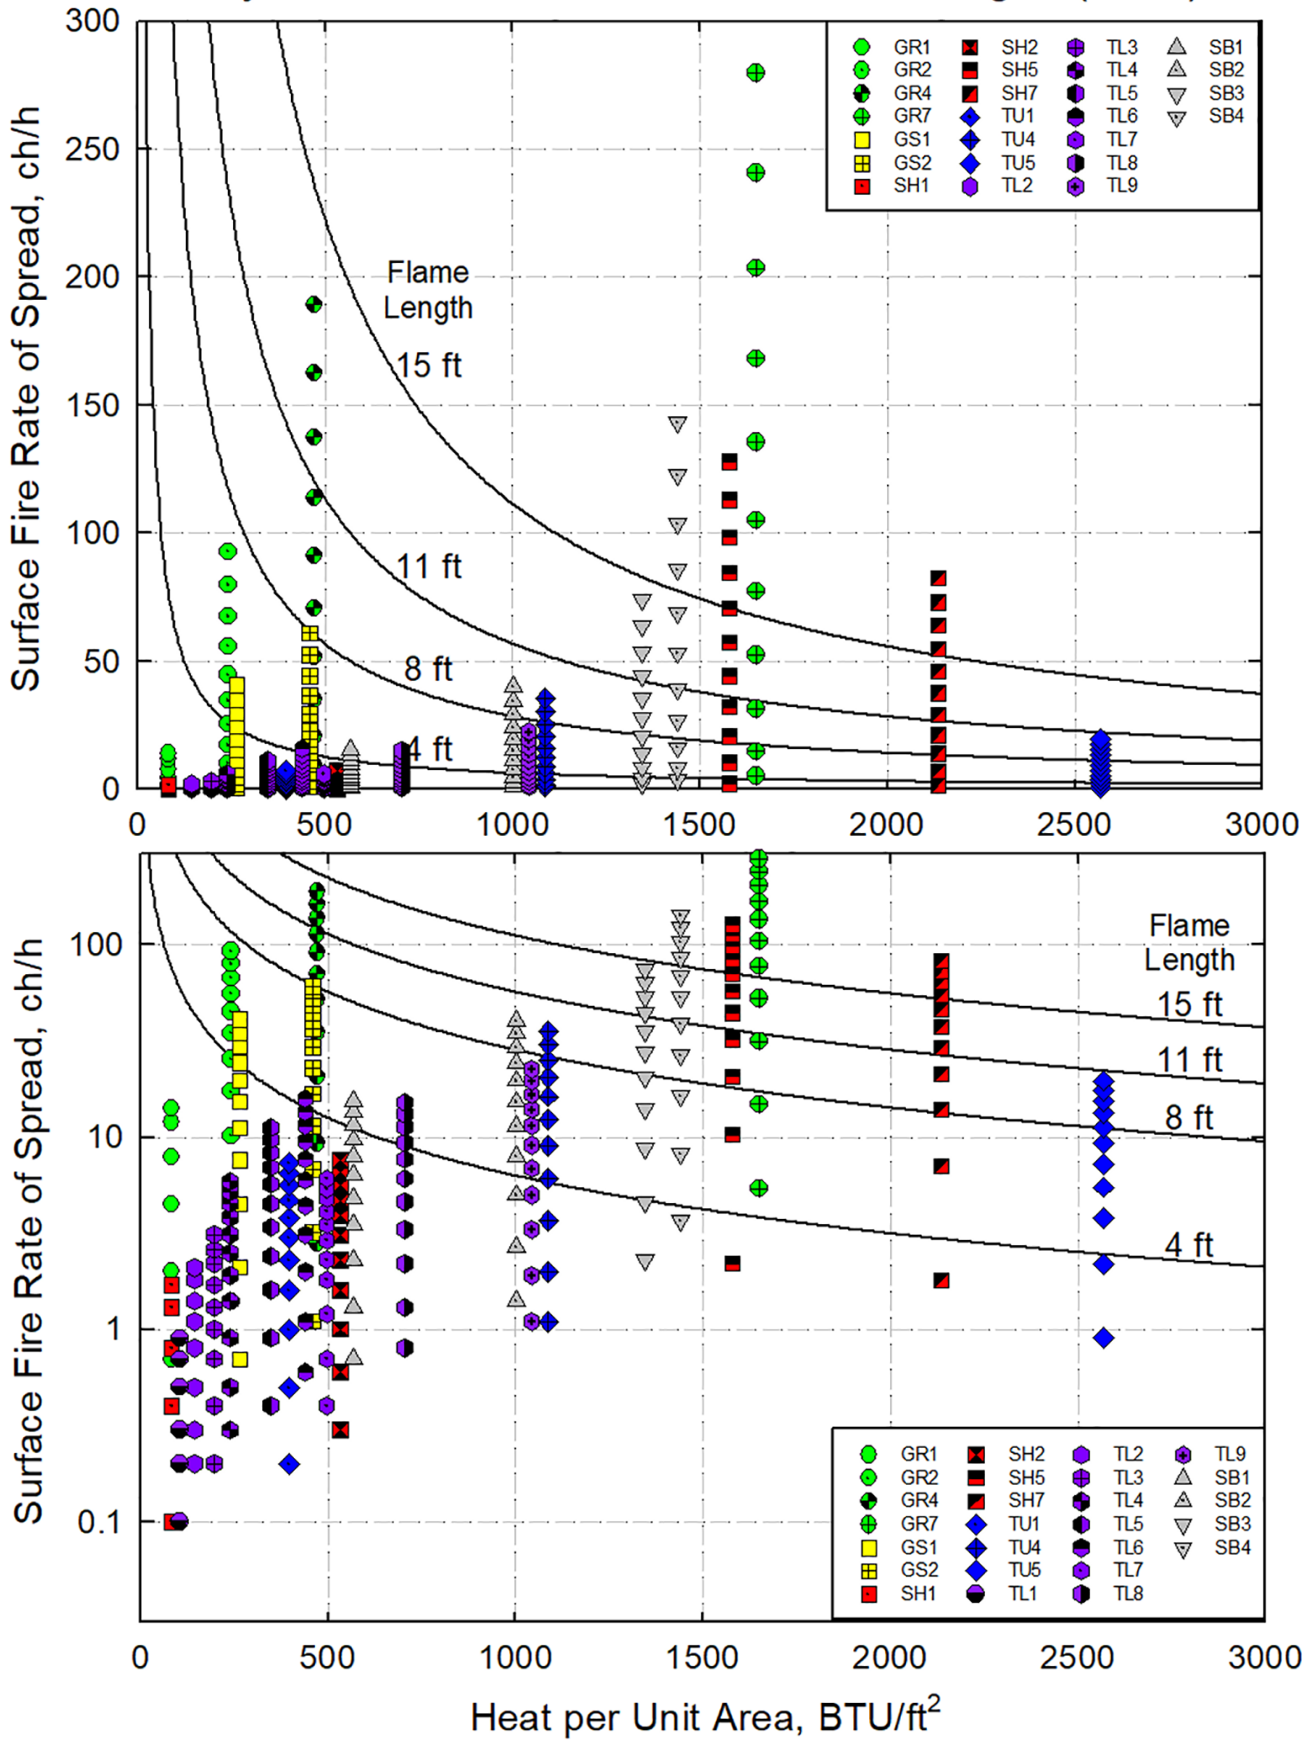 300
250
200
150
100
50
0
Surface Fire Rate of Spread, ch/h
Flame
Length
15 ft
11 ft
8 ft
4 ft
GR1 SH2 TL3 SB1
GR2 SH5 TL4 SB2
GR4 SH7 TL5 SB3
GR7 TU1 TL6 SB4
GS1 TU4 TL7
GS2 TU5 TL8
SH1 TL2 TL9
0 500 1000 1500 2000 2500 3000
100
10
1
0.1
Surface Fire Rate of Spread, ch/h
Flame
Length
15 ft
11 ft
8 ft
4 ft
GR1 SH2 TL2 TL9
GR2 SH5 TL3 SB1
GR4 SH7 TL4 SB2
GR7 TU1 TL5 SB3
GS1 TU4 TL6 SB4
GS2 TU5 TL7
SH1 TL1 TL8
0 500 1000 1500 2000 2500 3000
Heat per Unit Area, BTU/ft²